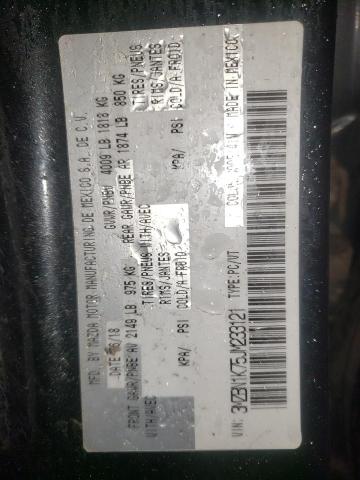 MFD. BY MAZDA MOTOR MANUFACTURING DE MEXICO S.A. DE C.V.
DATE: 06/18 GVWR/PNBV 4009 LB 1818 KG
FRONT GAWR/PNBE AV 2149 LB 975 KG REAR GAWR/PNBE AR 1874 LB 850 KG
WITH/AVEC TIRES/PNEUS WITH/AVEC TIRES/PNEUS
RIMS/JANTES RIMS/JANTES
KPA/ PSI COLD/A FROID KPA/ PSI COLD/A FROID
MADE IN MEXICO
VIN: 3MZBN1K75JM233121 TYPE:PC/VT